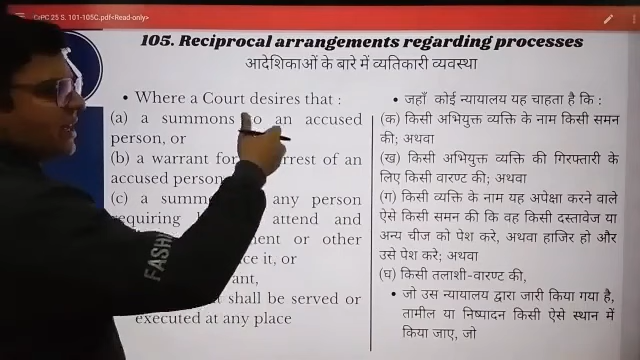 CrPC 25 S. 101-105C.pdf<Read-only>
105. Reciprocal arrangements regarding processes
आदेशिकाओं के बारे में व्यतिकारी व्यवस्था
• Where a Court desires that :
(a) a summons to an accused
person, or
(b) a warrant for arrest of an
accused person
(c) a summ any person
requiring attend and
ment or other
ce it, or
rant,
shall be served or
executed at any place
• जहाँ कोई न्यायालय यह चाहता है कि :
(क) किसी अभियुक्त व्यक्ति के नाम किसी समन
की; अथवा
(ख) किसी अभियुक्त व्यक्ति की गिरफ्तारी के
लिए किसी वारण्ट की; अथवा
(ग) किसी व्यक्ति के नाम यह अपेक्षा करने वाले
ऐसे किसी समन की कि वह किसी दस्तावेज या
अन्य चीज को पेश करे, अथवा हाजिर हो और
उसे पेश करे; अथवा
(घ) किसी तलाशी-वारण्ट की,
• जो उस न्यायालय द्वारा जारी किया गया है,
तामील या निष्पादन किसी ऐसे स्थान में
किया जाए, जो
FASHI